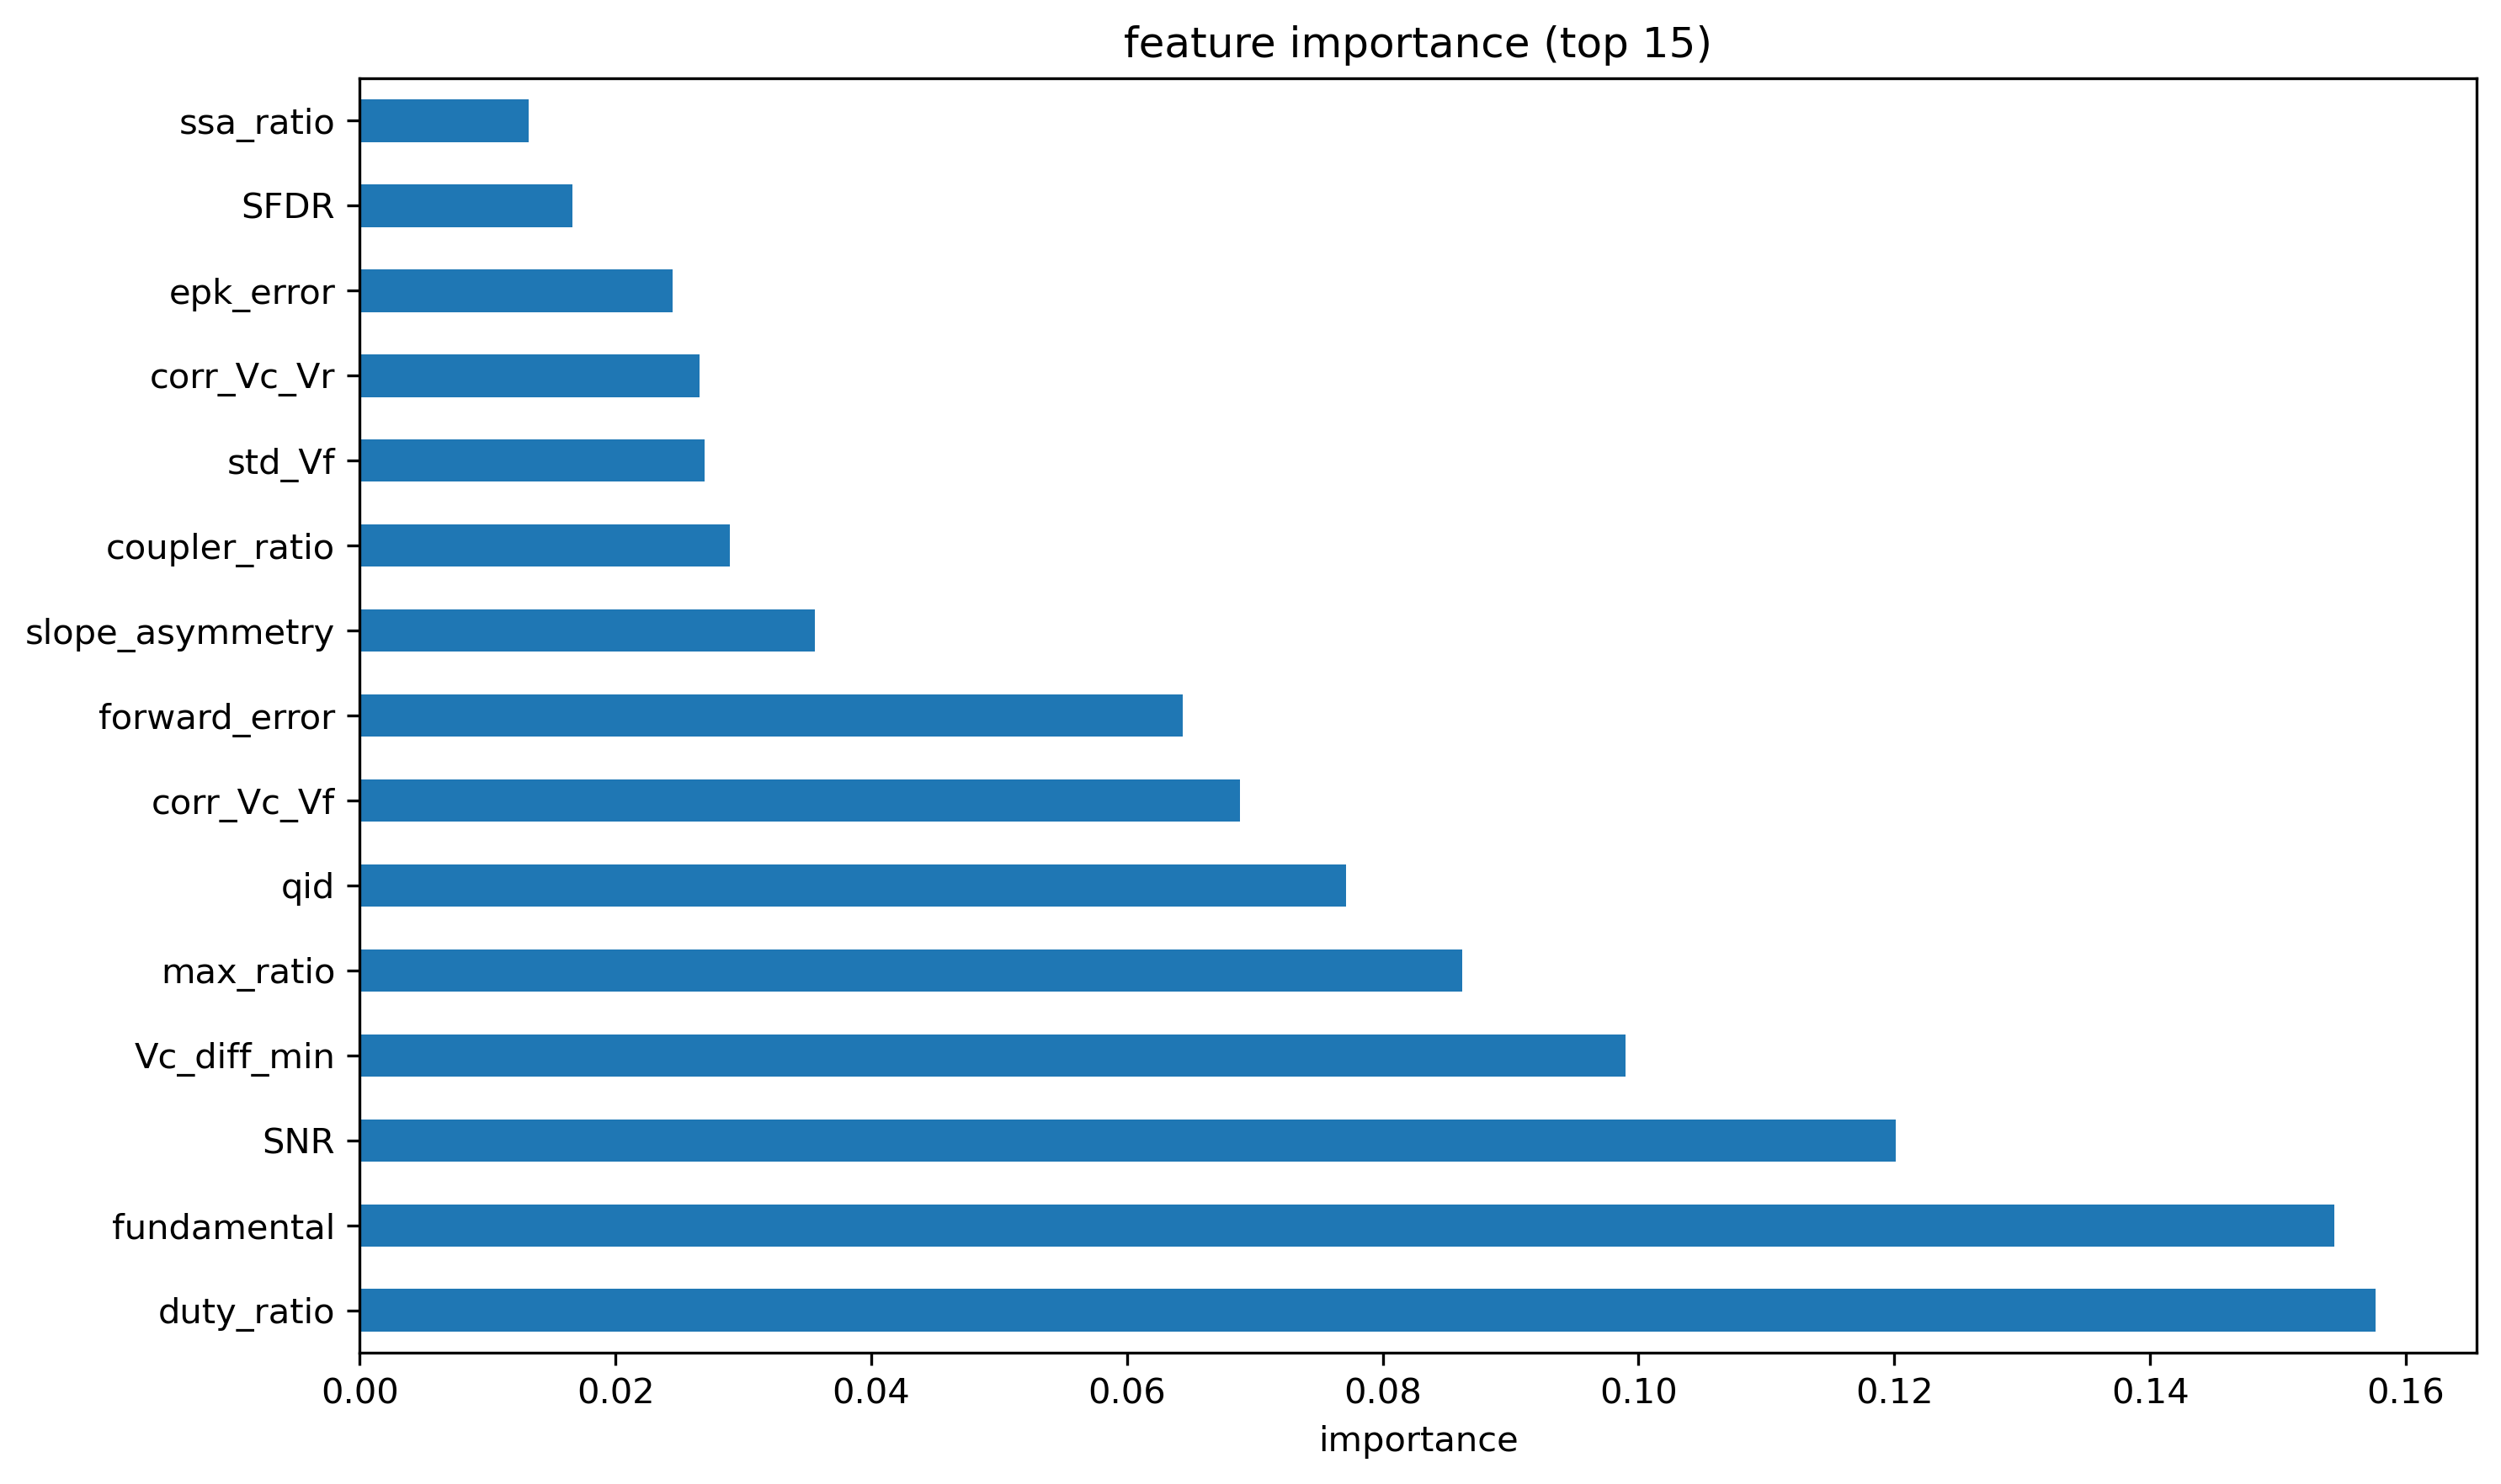 feature importance (top 15)
ssa_ratio
SFDR
epk_error
corr_Vc_Vr
std_Vf
coupler_ratio
slope_asymmetry
forward_error
corr_Vc_Vf
qid
max_ratio
Vc_diff_min
SNR
fundamental
duty_ratio
0.00 0.02 0.04 0.06 0.08 0.10 0.12 0.14 0.16
importance